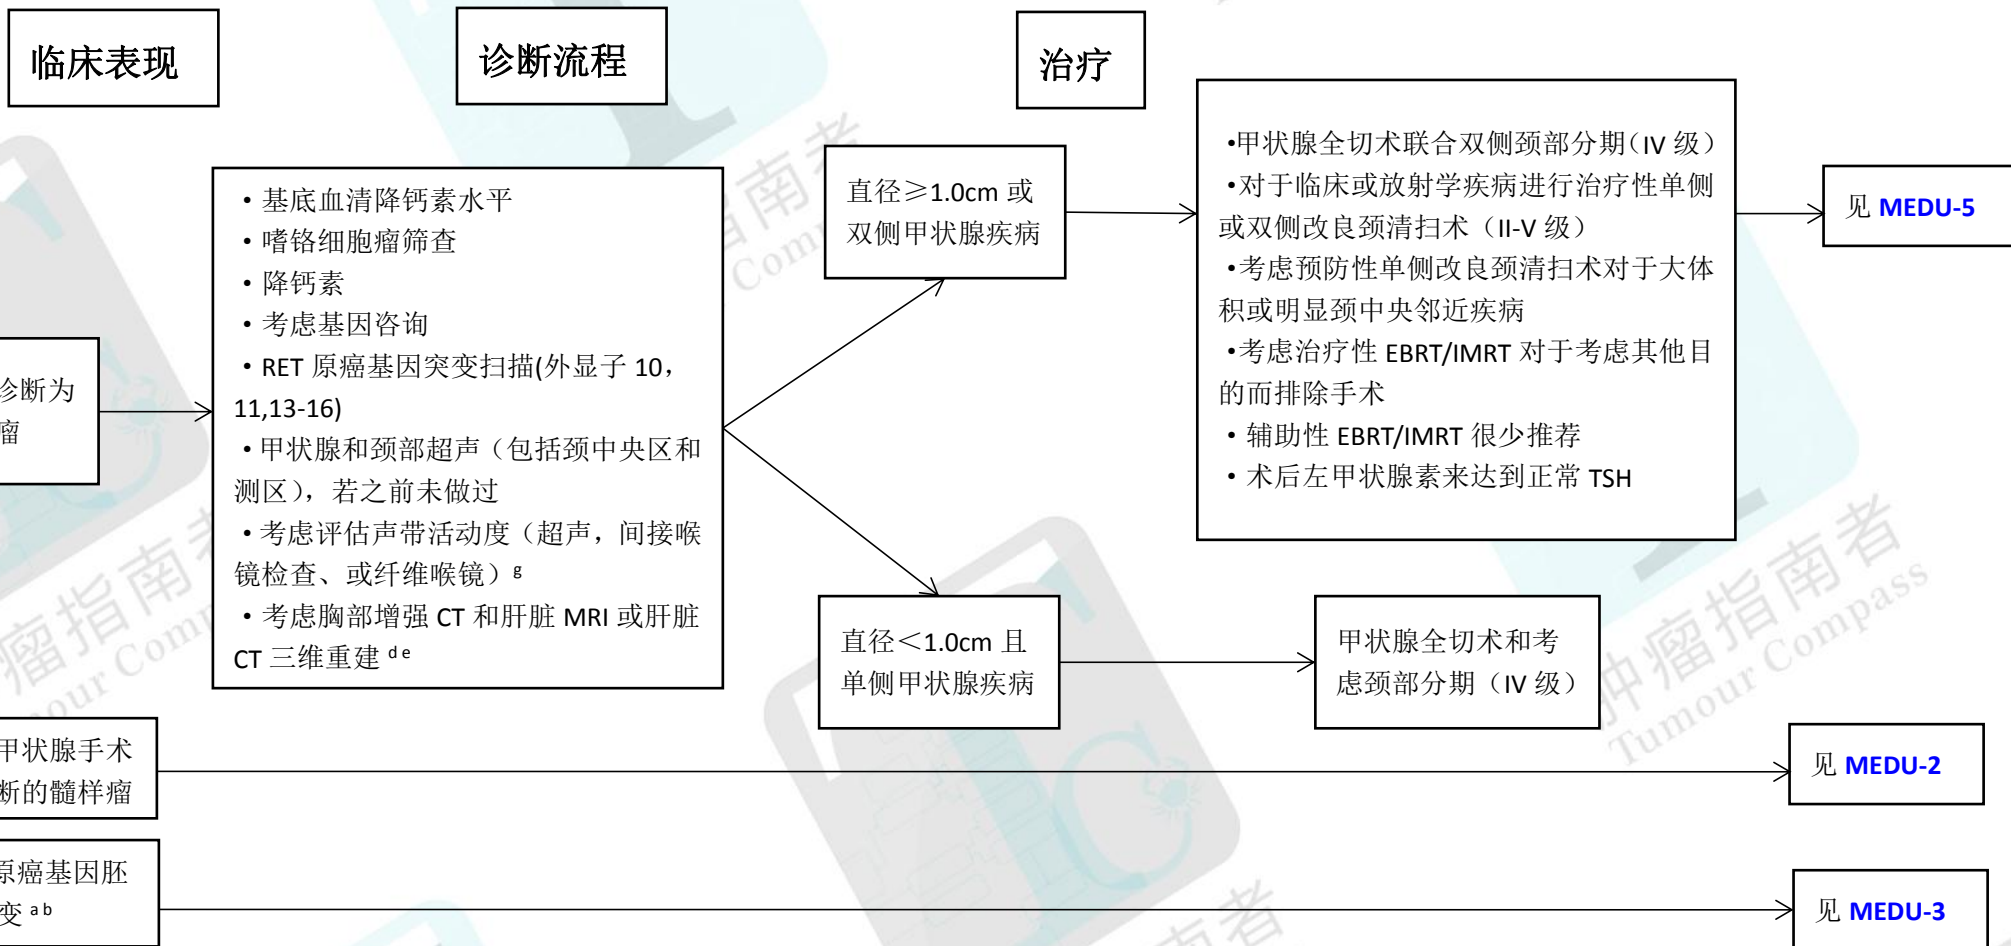 临床表现
诊断流程
治疗
诊断为
瘤
• 基底血清降钙素水平
• 嗜铬细胞瘤筛查
• 降钙素
• 考虑基因咨询
• RET 原癌基因突变扫描(外显子 10，
11,13-16)
• 甲状腺和颈部超声（包括颈中央区和
测区），若之前未做过
• 考虑评估声带活动度（超声，间接喉
镜检查、或纤维喉镜）g
• 考虑胸部增强 CT 和肝脏 MRI 或肝脏
CT 三维重建 d e
直径≥1.0cm 或
双侧甲状腺疾病
•甲状腺全切术联合双侧颈部分期（IV 级）
•对于临床或放射学疾病进行治疗性单侧
或双侧改良颈清扫术（II-V 级）
•考虑预防性单侧改良颈清扫术对于大体
积或明显颈中央邻近疾病
•考虑治疗性 EBRT/IMRT 对于考虑其他目
的而排除手术
• 辅助性 EBRT/IMRT 很少推荐
• 术后左甲状腺素来达到正常 TSH
见 MEDU-5
直径＜1.0cm 且
单侧甲状腺疾病
甲状腺全切术和考
虑颈部分期（IV 级）
甲状腺手术
断的髓样瘤
见 MEDU-2
原癌基因胚
变 a b
见 MEDU-3
肿瘤指南者
Tumour Compass